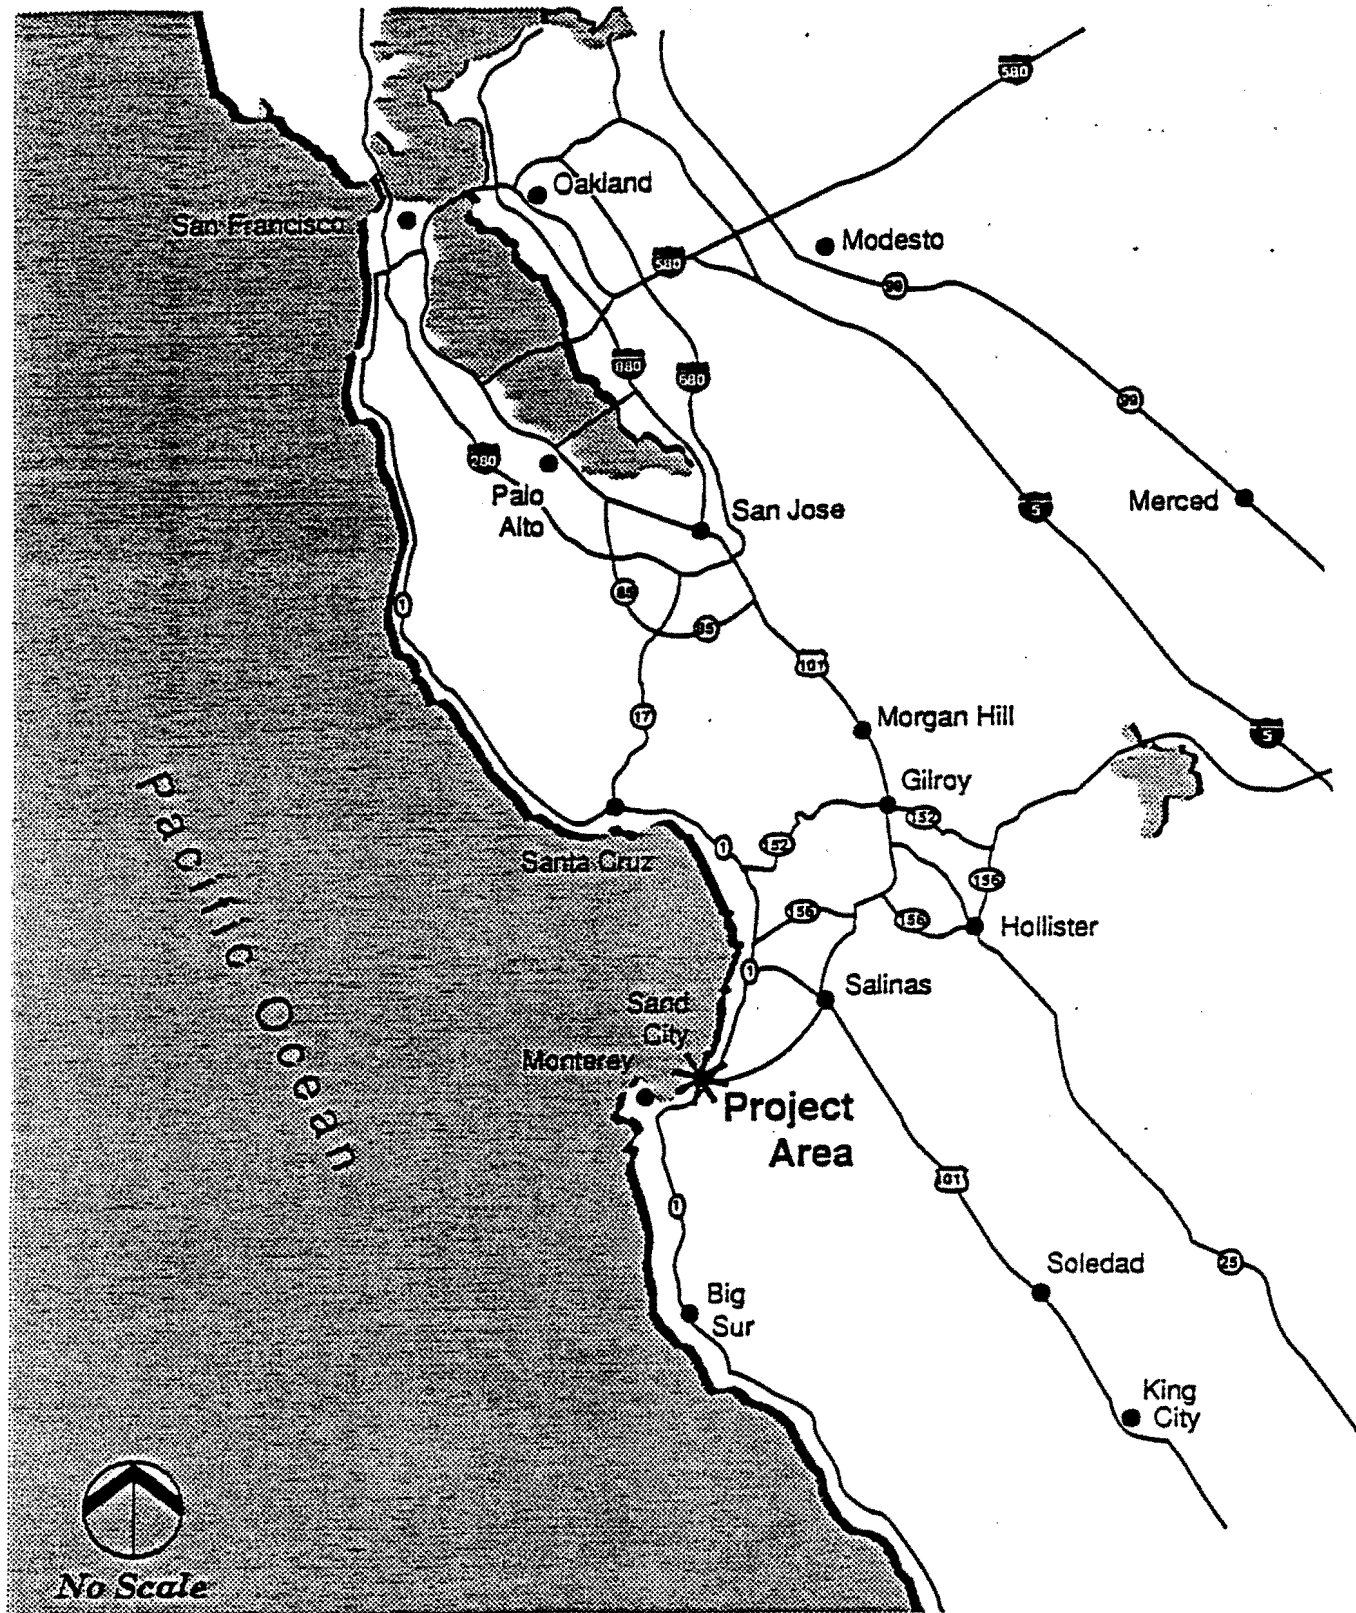 580
Oakland
San Francisco
Modesto
580
99
880
680
99
280
Palo
Alto
San Jose
5
Merced
1
85
85
101
17
Morgan Hill
5
Gilroy
Pacific Ocean
152
1
152
Santa Cruz
156
156
156
Hollister
1
Salinas
Sand
City
Monterey
Project
Area
101
1
Soledad
25
Big
Sur
King
City
No Scale